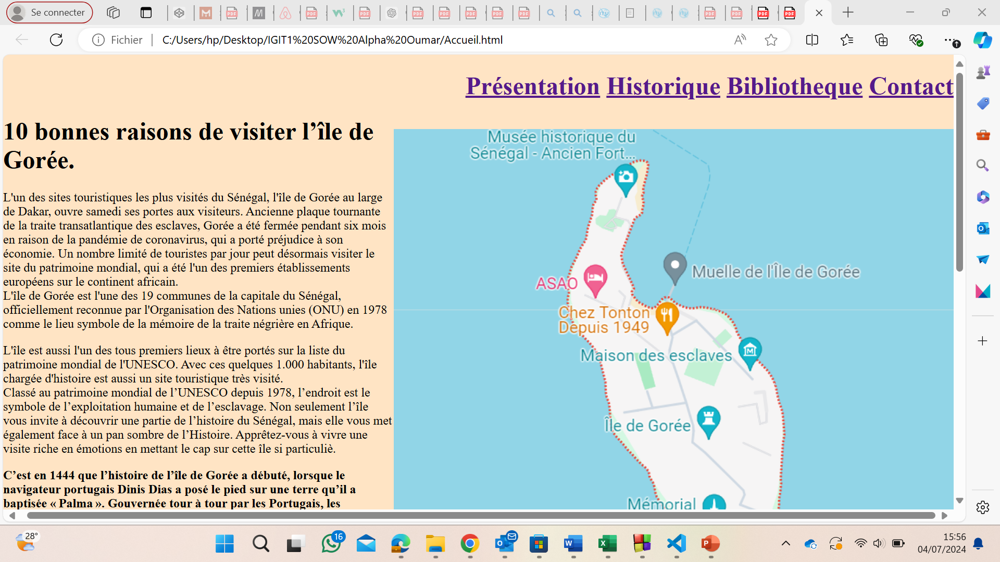 Se connecter
Fichier
C:/Users/hp/Desktop/IGIT1%20SOW%20Alpha%20Oumar/Accueil.html
Présentation Historique Bibliotheque Contact
10 bonnes raisons de visiter l’île de
Gorée.
L'un des sites touristiques les plus visités du Sénégal, l'île de Gorée au large
de Dakar, ouvre samedi ses portes aux visiteurs. Ancienne plaque tournante
de la traite transatlantique des esclaves, Gorée a été fermée pendant six mois
en raison de la pandémie de coronavirus, qui a porté préjudice à son
économie. Un nombre limité de touristes par jour peut désormais visiter le
site du patrimoine mondial, qui a été l'un des premiers établissements
européens sur le continent africain.
L'île de Gorée est l'une des 19 communes de la capitale du Sénégal,
officiellement reconnue par l'Organisation des Nations unies (ONU) en 1978
comme le lieu symbole de la mémoire de la traite négrière en Afrique.
L'île est aussi l'un des tous premiers lieux à être portés sur la liste du
patrimoine mondial de l'UNESCO. Avec ces quelques 1.000 habitants, l'île
chargée d'histoire est aussi un site touristique très visité.
Classé au patrimoine mondial de l’UNESCO depuis 1978, l’endroit est le
symbole de l’exploitation humaine et de l’esclavage. Non seulement l’île
vous invite à découvrir une partie de l’histoire du Sénégal, mais elle vous met
également face à un pan sombre de l’Histoire. Apprêtez-vous à vivre une
visite riche en émotions en mettant le cap sur cette île si particuliè.
C’est en 1444 que l’histoire de l’île de Gorée a débuté, lorsque le
navigateur portugais Dinis Dias a posé le pied sur une terre qu’il a
baptisée « Palma ». Gouvernée tour à tour par les Portugais, les
Musée historique du
Sénégal - Ancien Fort...
Muelle de l'Île de Gorée
ASAO
Chez Tonton
Depuis 1949
Maison des esclaves
Île de Gorée
Mémorial
28°
16
15:56
04/07/2024